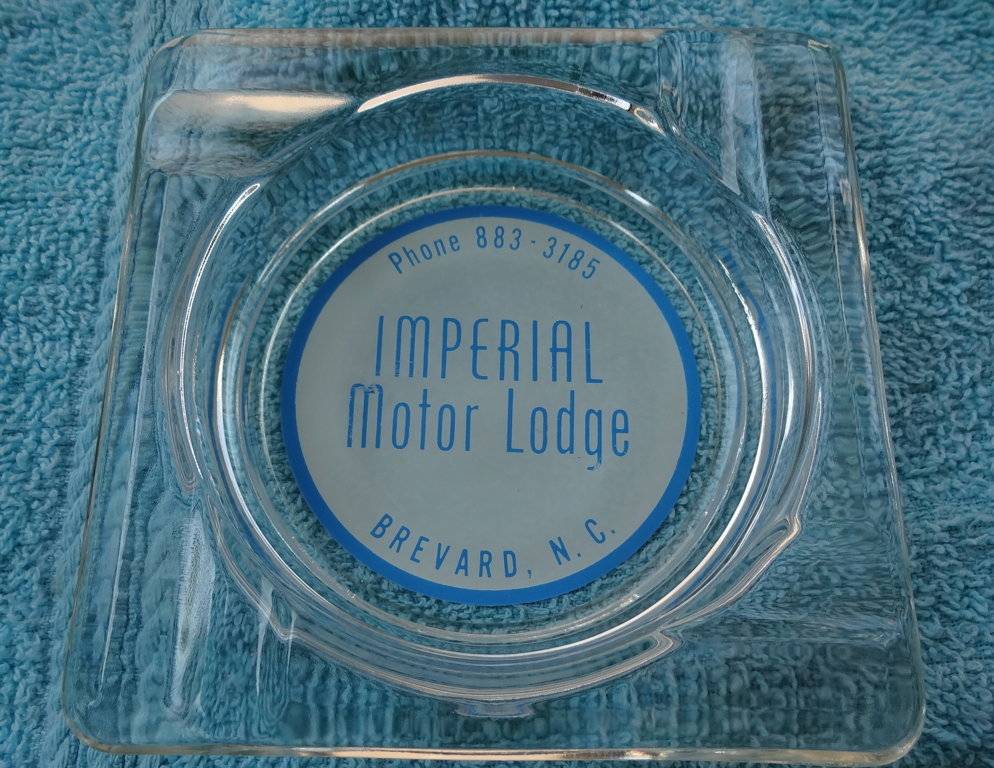 Phone 883-3185
IMPERIAL
Motor Lodge
BREVARD, N. C.